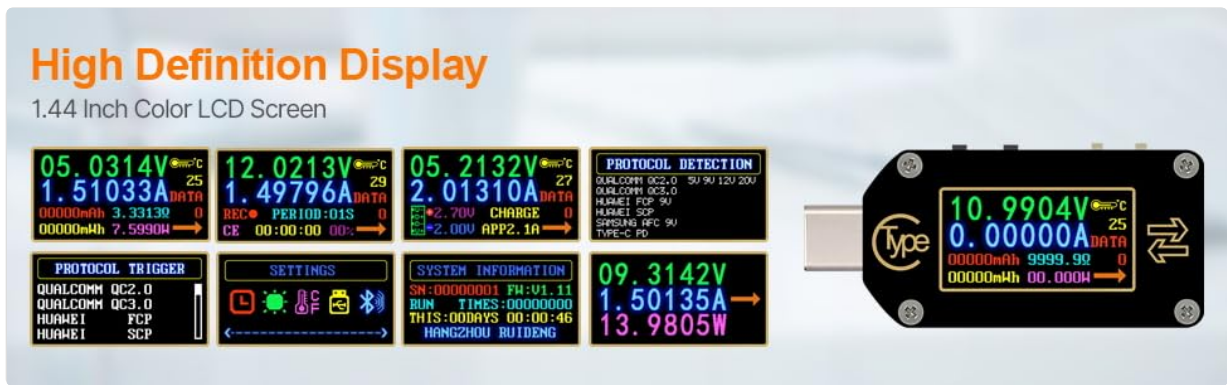 High Definition Display
1.44 Inch Color LCD Screen
05.0314V °C
25
1.51033A DATA
00000mAh 3.3313Ω 0
00000mWh 7.5990W
12.0213V °C
29
1.49796A DATA
REC PERIOD:01S 0
CE 00:00:00 00%
05.2132V °C
27
2.01310A DATA
+2.70V CHARGE 0
-2.00V APP2.1A
PROTOCOL DETECTION
QUALCOMM QC2.0 5V 9V 12V 20V
QUALCOMM QC3.0
HUAWEI FCP 9V
HUAWEI SCP
SAMSUNG AFC 9V
TYPE-C PD
PROTOCOL TRIGGER
QUALCOMM QC2.0
QUALCOMM QC3.0
HUAWEI FCP
HUAWEI SCP
SETTINGS
C
F
<------------------>
SYSTEM INFORMATION
SN:00000001 FW:V1.11
RUN TIMES:00000000
THIS:00DAYS 00:00:46
HANGZHOU RUIDENG
09.3142V
1.50135A
13.9805W
Type C
10.9904V °C
25
0.00000A DATA
00000mAh 9999.9Ω 0
00000mWh 00.000W